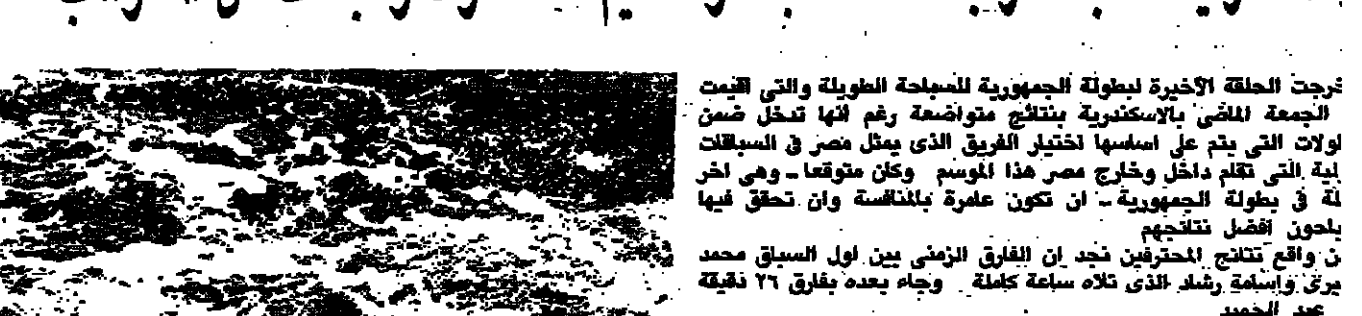 خرجت الحلقة الأخيرة لبطولة الجمهورية للسباحة الطويلة والتى اقيمت
الجمعة الماضى بالاسكندرية بنتائج متواضعة رغم انها تدخل ضمن
لولات التى يتم على اساسها اختيار الفريق الذى يمثل مصر فى السباقات
لية التى تقام داخل وخارج مصر هذا الموسم وكان متوقعا ـ وهى اخر
لة فى بطولة الجمهورية ـ ان تكون عامرة بالمنافسة وان تحقق فيها
بلحون افضل نتائجهم
ن واقع نتائج المحترفين نجد ان الفارق الزمنى بين اول السباق محمد
يرى واسامة رشاد الذى تلاه ساعة كاملة وجاء بعده بفارق ٢٦ دقيقة
عبد الحميد